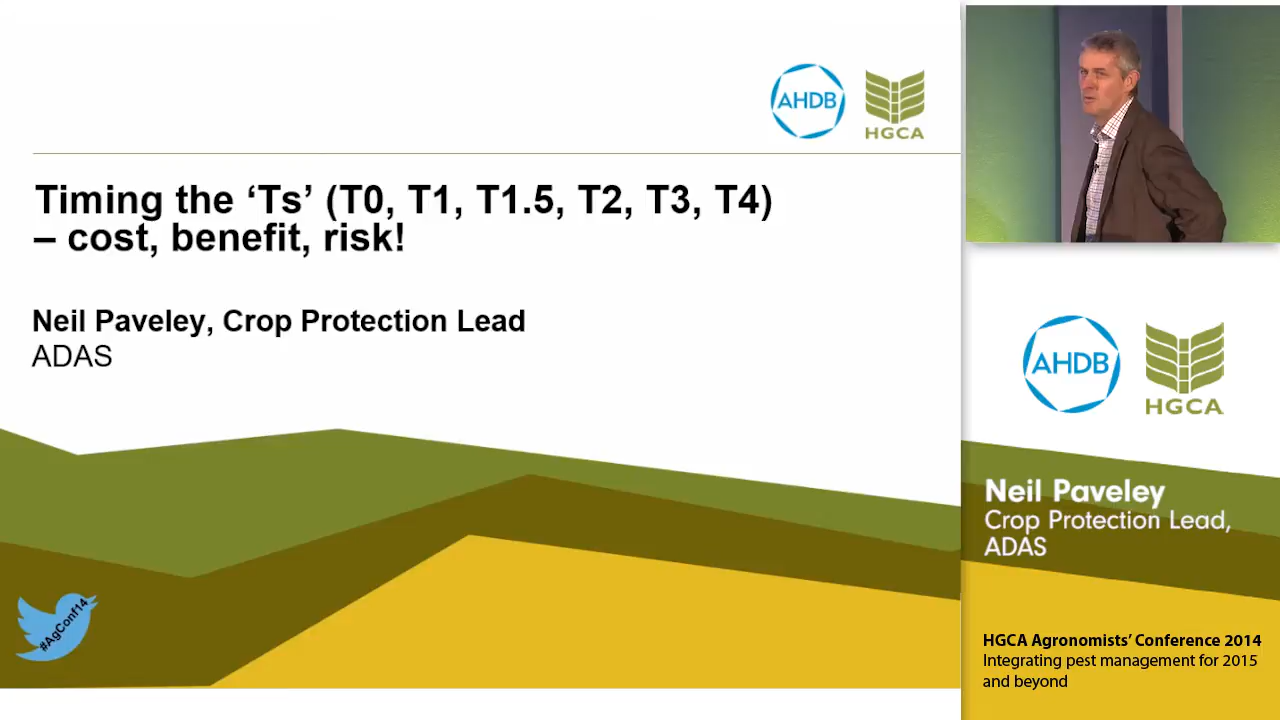 AHDB
HGCA
Timing the ‘Ts’ (T0, T1, T1.5, T2, T3, T4)
– cost, benefit, risk!
Neil Paveley, Crop Protection Lead
ADAS
#AgConf14
AHDB
HGCA
Neil Paveley
Crop Protection Lead,
ADAS
HGCA Agronomists’ Conference 2014
Integrating pest management for 2015
and beyond